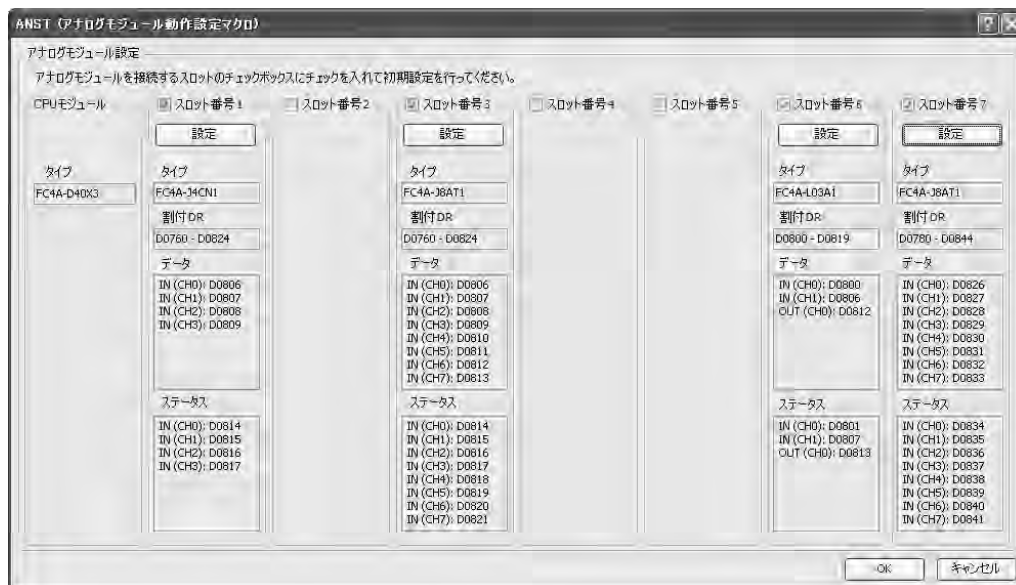 ANST (アナログモジュール動作設定マクロ)
アナログモジュール設定
アナログモジュールを接続するスロットのチェックボックスにチェックを入れて初期設定を行ってください。
CPUモジュール
タイプ
FC4A-D40X3
スロット番号1
設定
タイプ
FC4A-J4CN1
割付DR
D0760 - D0824
データ
IN (CH0): D0806
IN (CH1): D0807
IN (CH2): D0808
IN (CH3): D0809
ステータス
IN (CH0): D0814
IN (CH1): D0815
IN (CH2): D0816
IN (CH3): D0817
スロット番号2
スロット番号3
設定
タイプ
FC4A-J8AT1
割付DR
D0760 - D0824
データ
IN (CH0): D0806
IN (CH1): D0807
IN (CH2): D0808
IN (CH3): D0809
IN (CH4): D0810
IN (CH5): D0811
IN (CH6): D0812
IN (CH7): D0813
ステータス
IN (CH0): D0814
IN (CH1): D0815
IN (CH2): D0816
IN (CH3): D0817
IN (CH4): D0818
IN (CH5): D0819
IN (CH6): D0820
IN (CH7): D0821
スロット番号4
スロット番号5
スロット番号6
設定
タイプ
FC4A-L03A1
割付DR
D0800 - D0819
データ
IN (CH0): D0800
IN (CH1): D0806
OUT (CH0): D0812
ステータス
IN (CH0): D0801
IN (CH1): D0807
OUT (CH0): D0813
スロット番号7
設定
タイプ
FC4A-J8AT1
割付DR
D0780 - D0844
データ
IN (CH0): D0826
IN (CH1): D0827
IN (CH2): D0828
IN (CH3): D0829
IN (CH4): D0830
IN (CH5): D0831
IN (CH6): D0832
IN (CH7): D0833
ステータス
IN (CH0): D0834
IN (CH1): D0835
IN (CH2): D0836
IN (CH3): D0837
IN (CH4): D0838
IN (CH5): D0839
IN (CH6): D0840
IN (CH7): D0841
OK
キャンセル